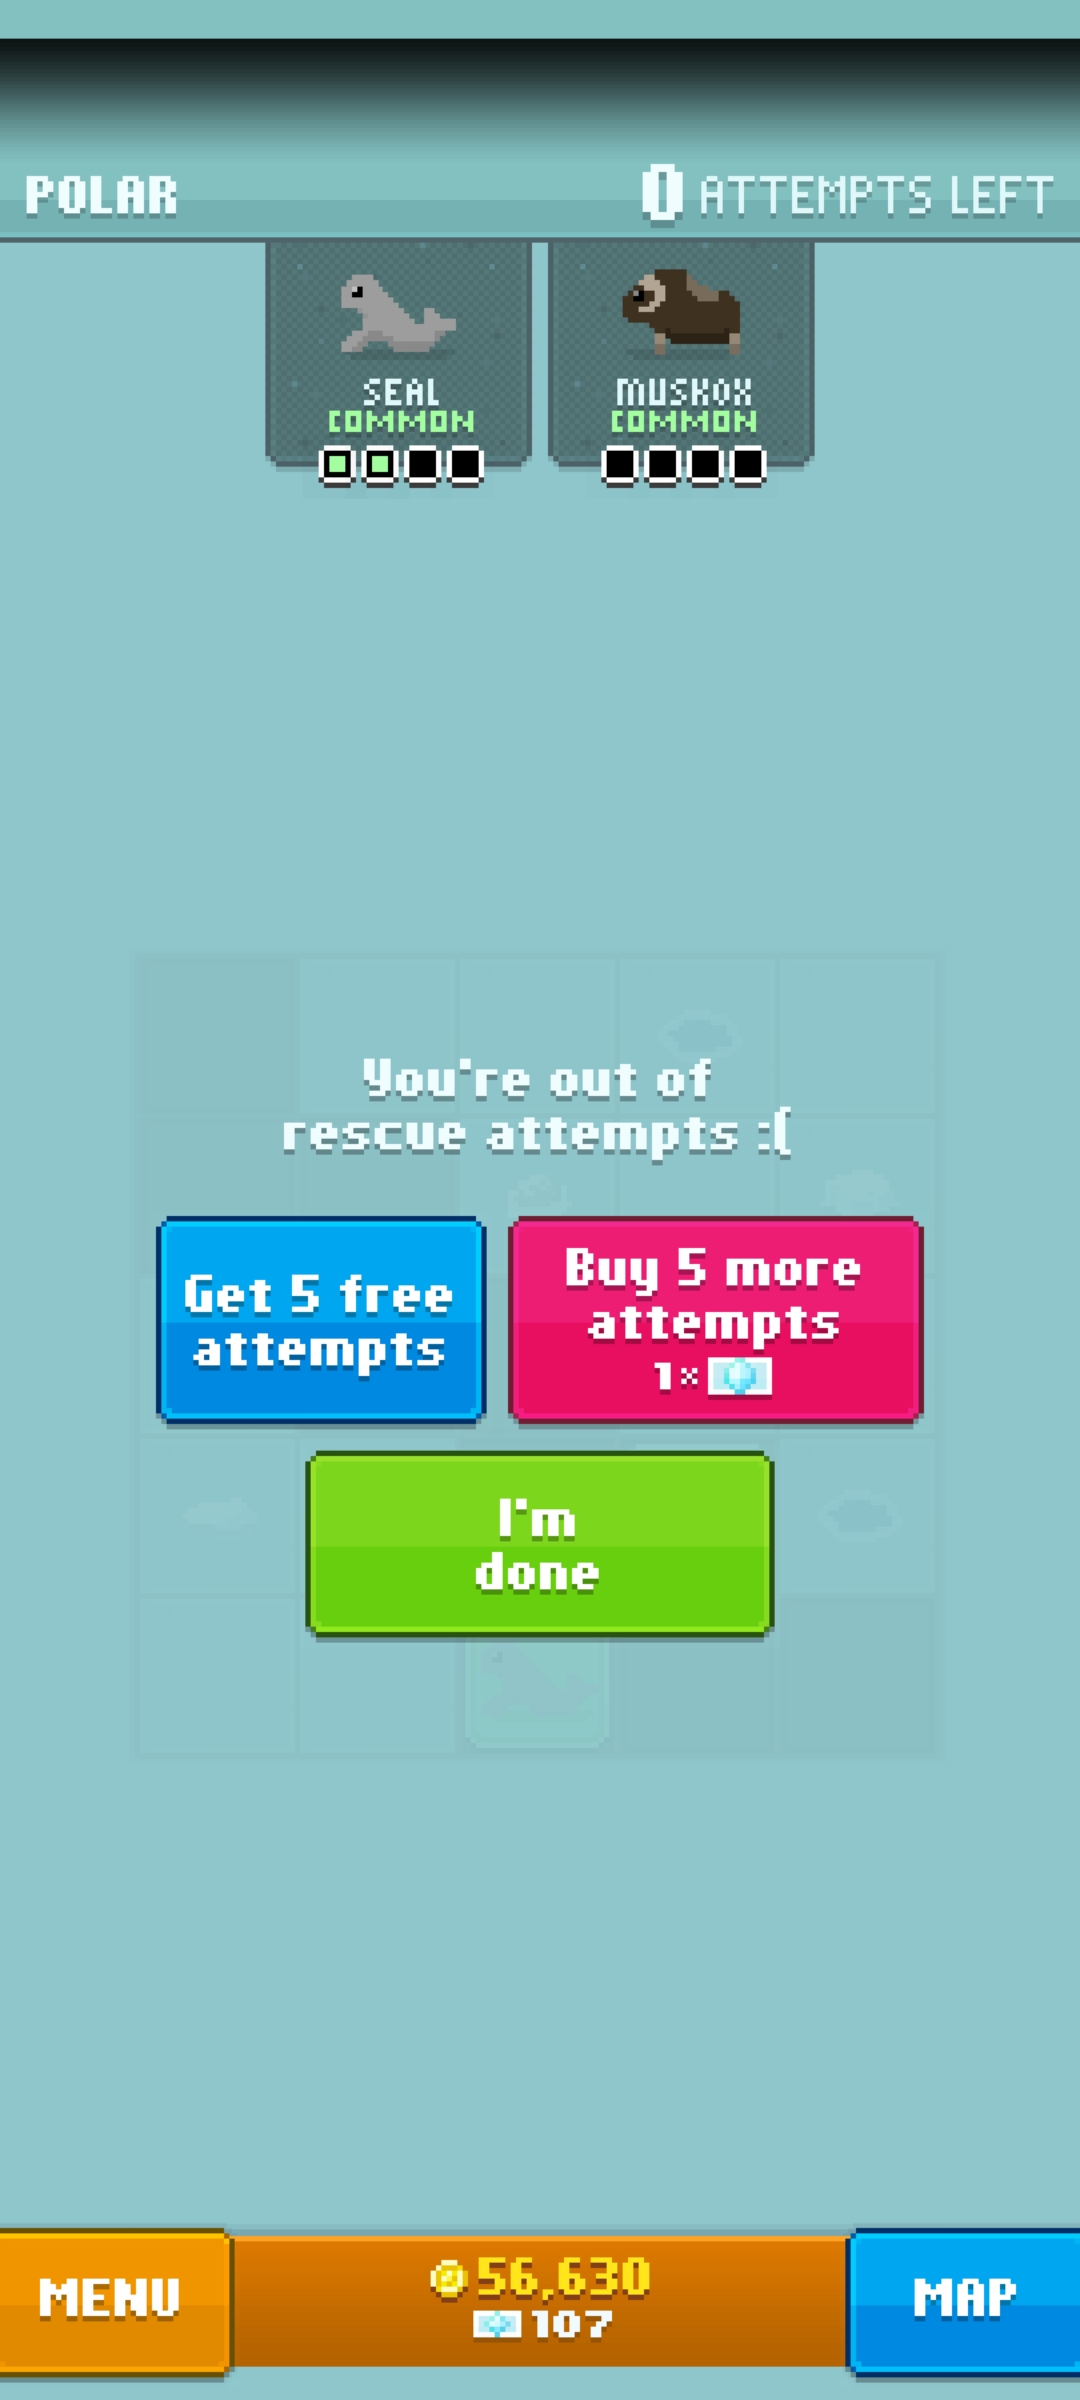 POLAR
0 ATTEMPTS LEFT
SEAL
COMMON
MUSKOX
COMMON
You're out of
rescue attempts :(
Get 5 free
attempts
Buy 5 more
attempts
1×
I'm
done
MENU
56,630
107
MAP